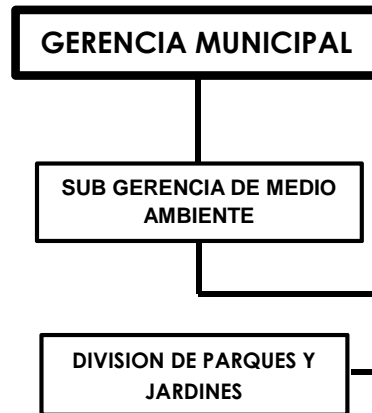 GERENCIA MUNICIPAL
SUB GERENCIA DE MEDIO
AMBIENTE
DIVISION DE PARQUES Y
JARDINES